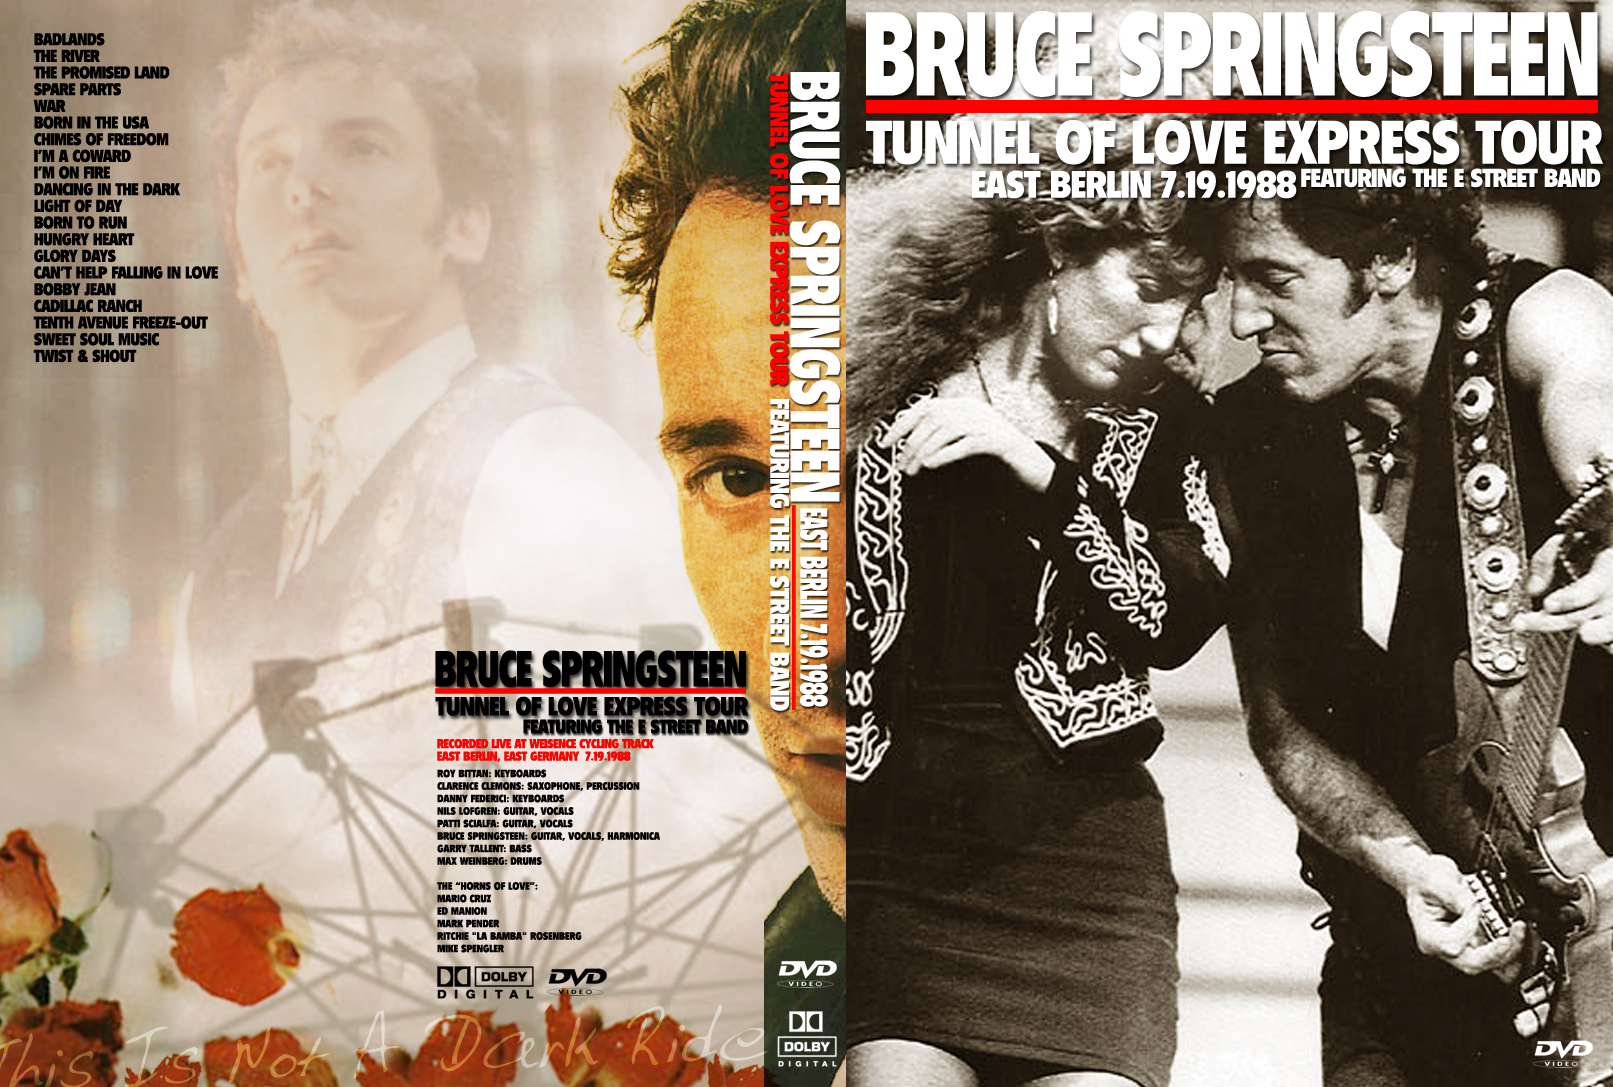 BADLANDS
THE RIVER
THE PROMISED LAND
SPARE PARTS
WAR
BORN IN THE USA
CHIMES OF FREEDOM
I'M A COWARD
I'M ON FIRE
DANCING IN THE DARK
LIGHT OF DAY
BORN TO RUN
HUNGRY HEART
GLORY DAYS
CAN'T HELP FALLING IN LOVE
BOBBY JEAN
CADILLAC RANCH
TENTH AVENUE FREEZE-OUT
SWEET SOUL MUSIC
TWIST & SHOUT
BRUCE SPRINGSTEEN
TUNNEL OF LOVE EXPRESS TOUR
FEATURING THE E STREET BAND
RECORDED LIVE AT WEISENCE CYCLING TRACK
EAST BERLIN, EAST GERMANY 7.19.1988
ROY BITTAN: KEYBOARDS
CLARENCE CLEMONS: SAXOPHONE, PERCUSSION
DANNY FEDERICI: KEYBOARDS
NILS LOFGREN: GUITAR, VOCALS
PATTI SCIALFA: GUITAR, VOCALS
BRUCE SPRINGSTEEN: GUITAR, VOCALS, HARMONICA
GARRY TALLENT: BASS
MAX WEINBERG: DRUMS
THE "HORNS OF LOVE":
MARIO CRUZ
ED MANION
MARK PENDER
RITCHIE "LA BAMBA" ROSENBERG
MIKE SPENGLER
DOLBY
DIGITAL
DVD
VIDEO
This Is Not A Dark Ride
BRUCE SPRINGSTEEN EAST BERLIN 7.19.1988
TUNNEL OF LOVE EXPRESS TOUR FEATURING THE E STREET BAND
DVD
VIDEO
DOLBY
DIGITAL
BRUCE SPRINGSTEEN
TUNNEL OF LOVE EXPRESS TOUR
EAST BERLIN 7.19.1988 FEATURING THE E STREET BAND
DVD
VIDEO